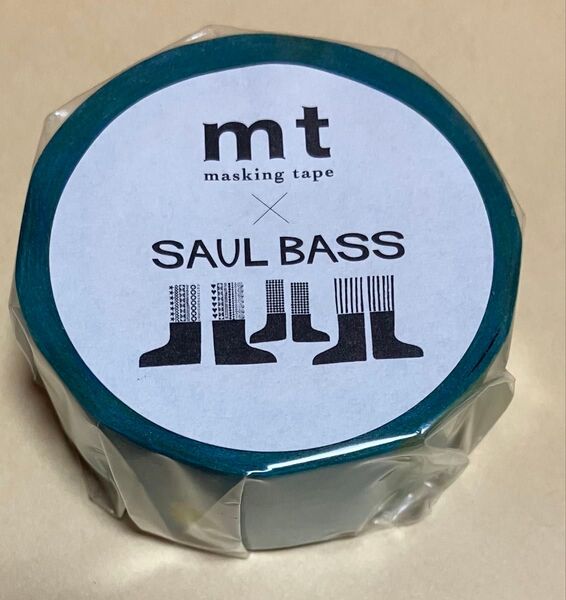 mt
masking tape
×
SAUL BASS